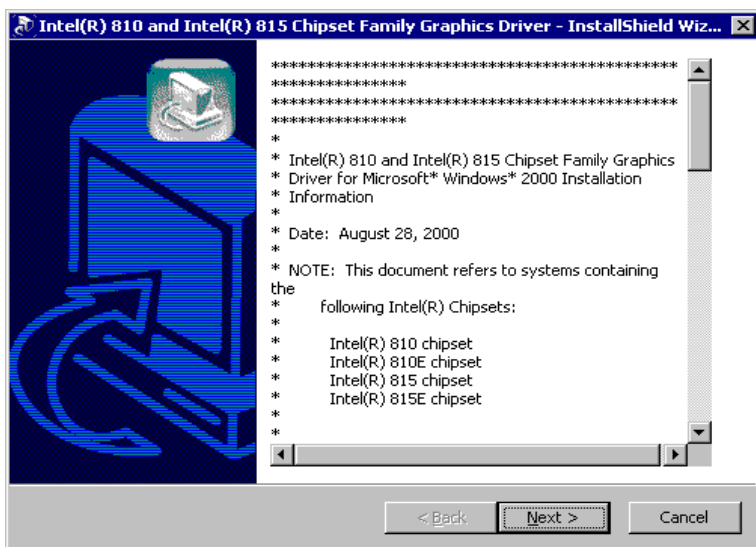 Intel(R) 810 and Intel(R) 815 Chipset Family Graphics Driver - InstallShield Wiz...
*********************************************
***************
*********************************************
***************
*
* Intel(R) 810 and Intel(R) 815 Chipset Family Graphics
* Driver for Microsoft* Windows* 2000 Installation
* Information
*
* Date: August 28, 2000
*
* NOTE: This document refers to systems containing
the
* following Intel(R) Chipsets:
*
* Intel(R) 810 chipset
* Intel(R) 810E chipset
* Intel(R) 815 chipset
* Intel(R) 815E chipset
*
*
< Back
Next >
Cancel